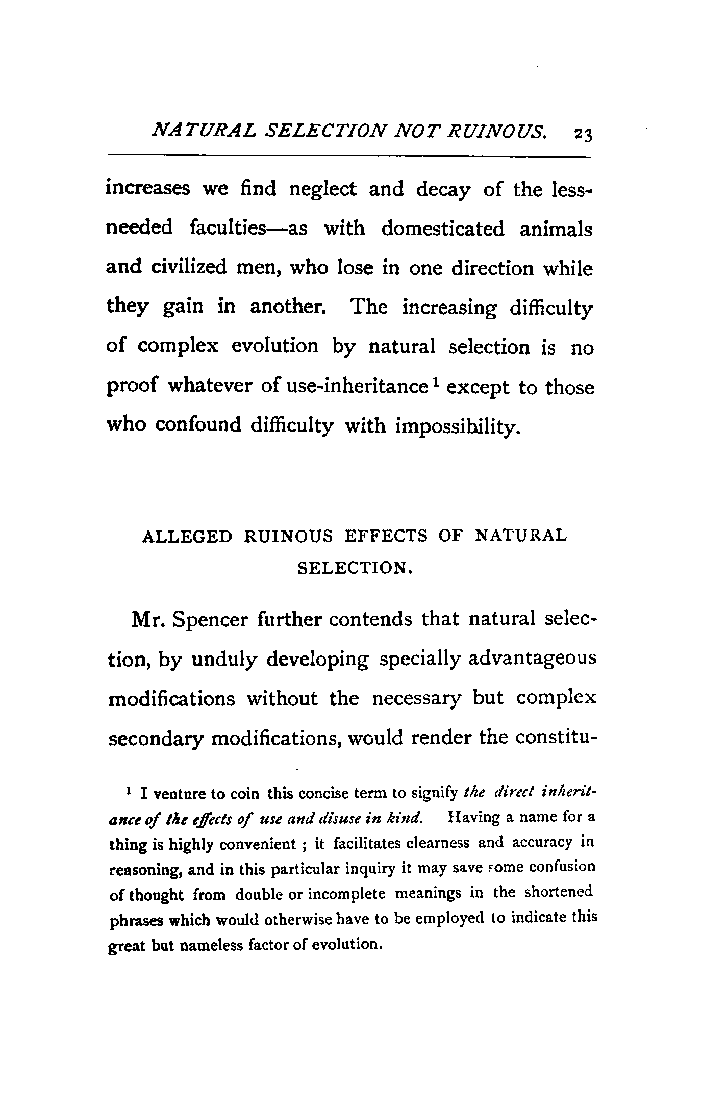 NATURAL SELECTION NOT RUINOUS. 23
increases we find neglect and decay of the less-
needed faculties—as with domesticated animals
and civilized men, who lose in one direction while
they gain in another. The increasing difficulty
of complex evolution by natural selection is no
proof whatever of use-inheritance ¹ except to those
who confound difficulty with impossibility.
ALLEGED RUINOUS EFFECTS OF NATURAL
SELECTION.
Mr. Spencer further contends that natural selec-
tion, by unduly developing specially advantageous
modifications without the necessary but complex
secondary modifications, would render the constitu-
¹ I venture to coin this concise term to signify the direct inherit-
ance of the effects of use and disuse in kind. Having a name for a
thing is highly convenient ; it facilitates clearness and accuracy in
reasoning, and in this particular inquiry it may save some confusion
of thought from double or incomplete meanings in the shortened
phrases which would otherwise have to be employed to indicate this
great but nameless factor of evolution.